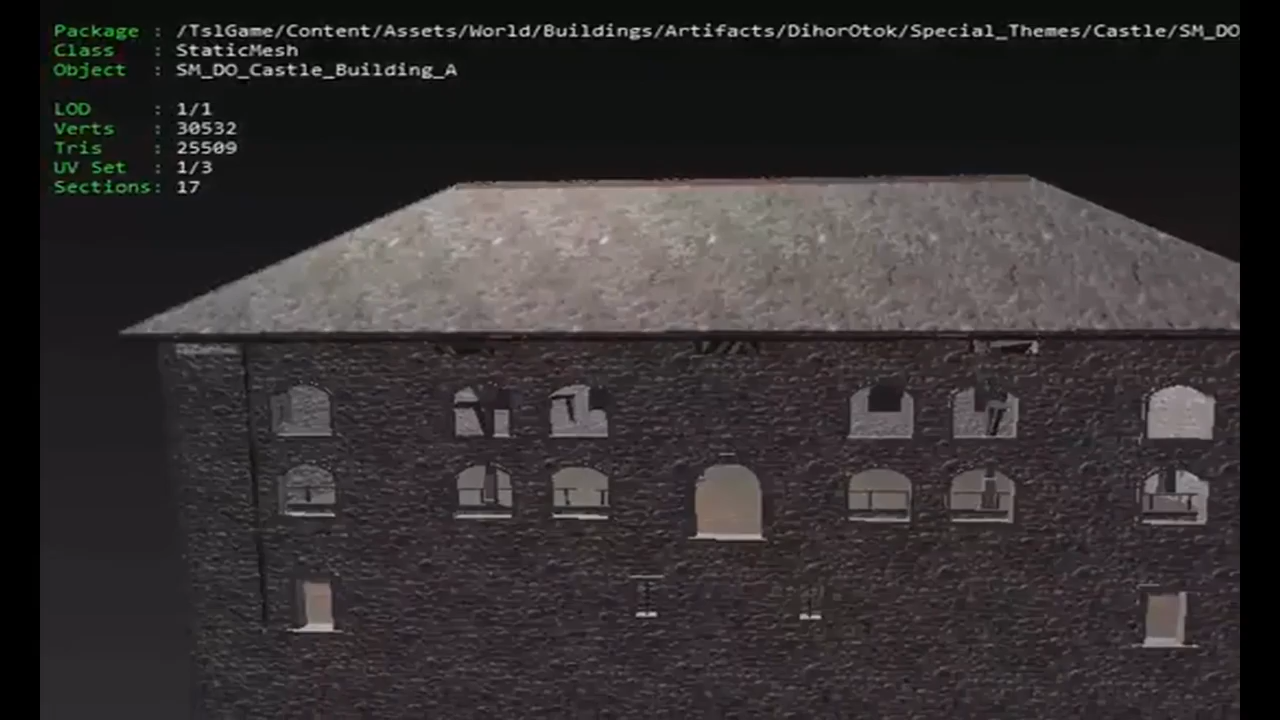 Package : /TslGame/Content/Assets/World/Buildings/Artifacts/DihorOtok/Special_Themes/Castle/SM_DO
Class : StaticMesh
Object : SM_DO_Castle_Building_A
LOD : 1/1
Verts : 30532
Tris : 25509
UV Set : 1/3
Sections: 17